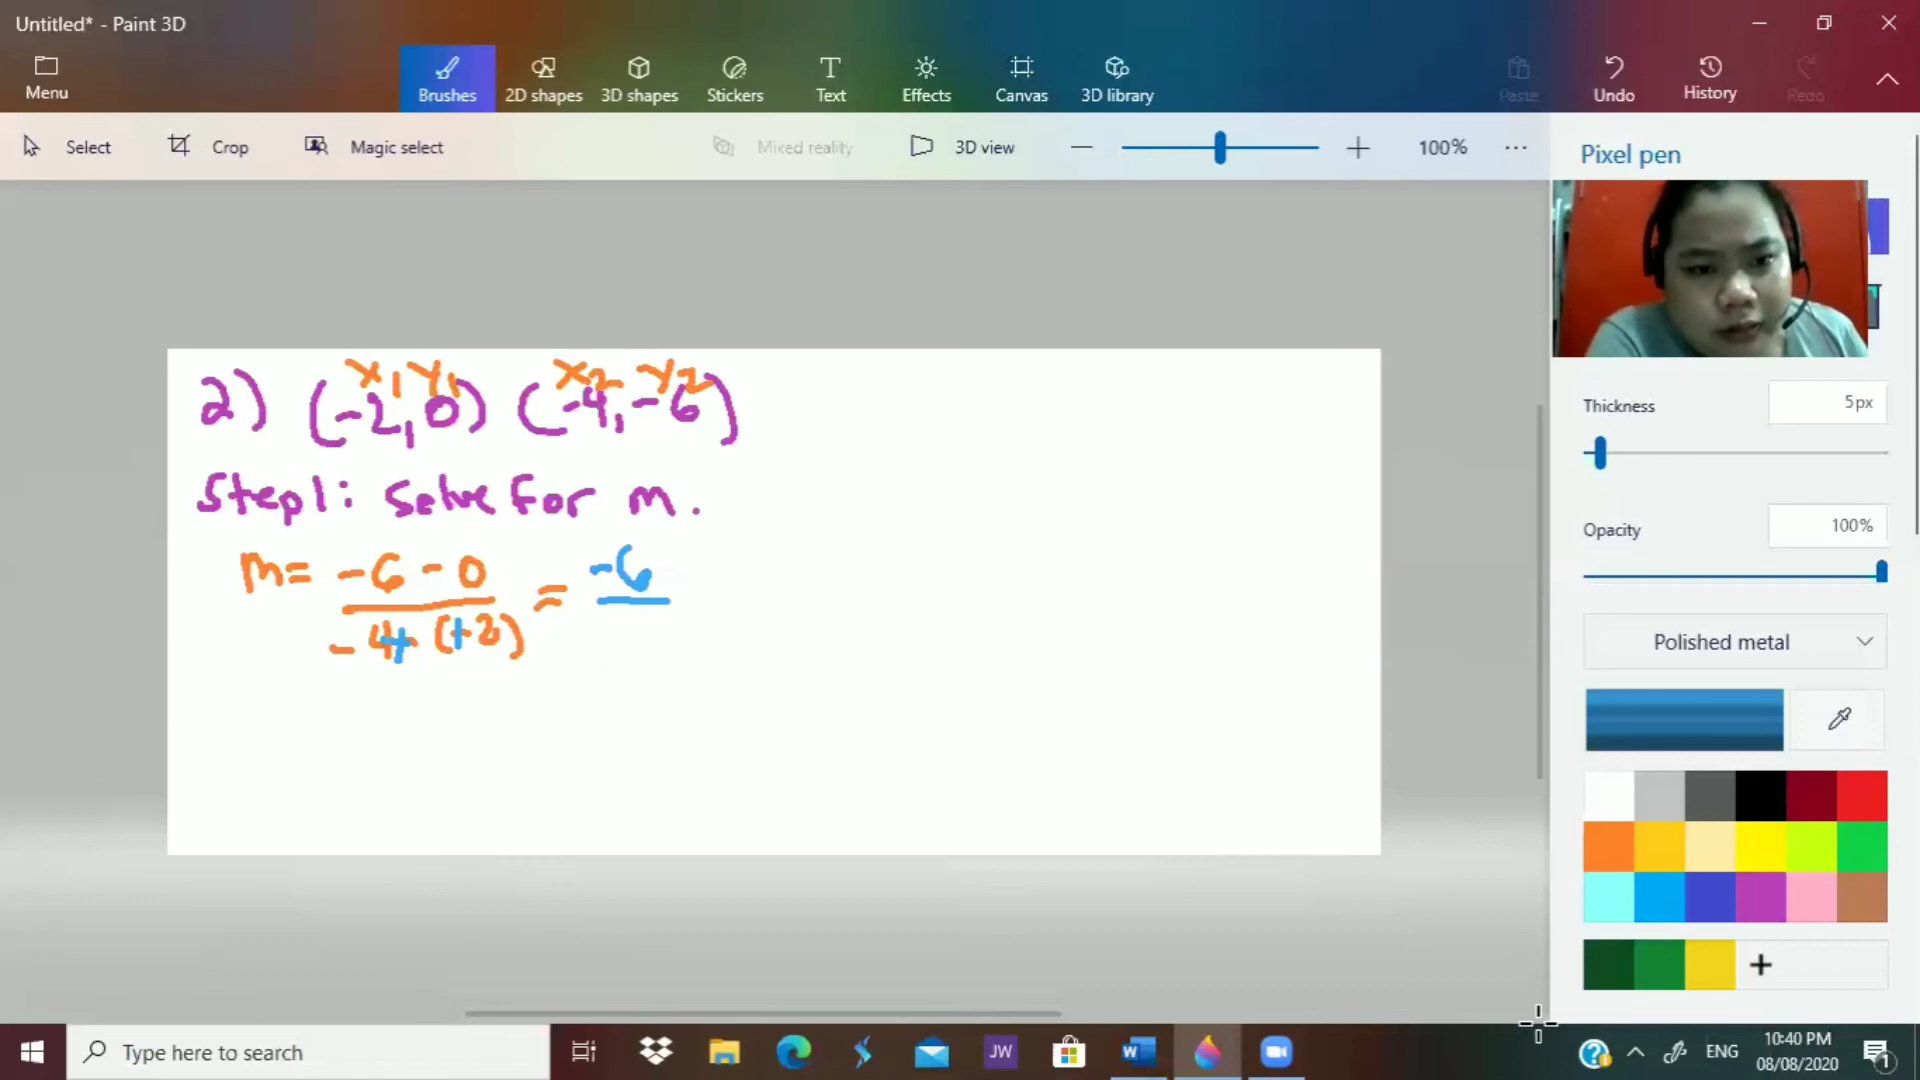 Untitled* - Paint 3D
Menu
Brushes
2D shapes
3D shapes
Stickers
Text
Effects
Canvas
3D library
Paste
Undo
History
Redo
Select
Crop
Magic select
Mixed reality
3D view
100%
Pixel pen
x1 y1 x2 y2
2) (-2, 0) (-4, -6)
Step1: Solve For m.
m= -6 - 0 = -6
-4+ (+2)
Thickness
5px
Opacity
100%
Polished metal
Type here to search
JW
W
ENG
10:40 PM
08/08/2020
1